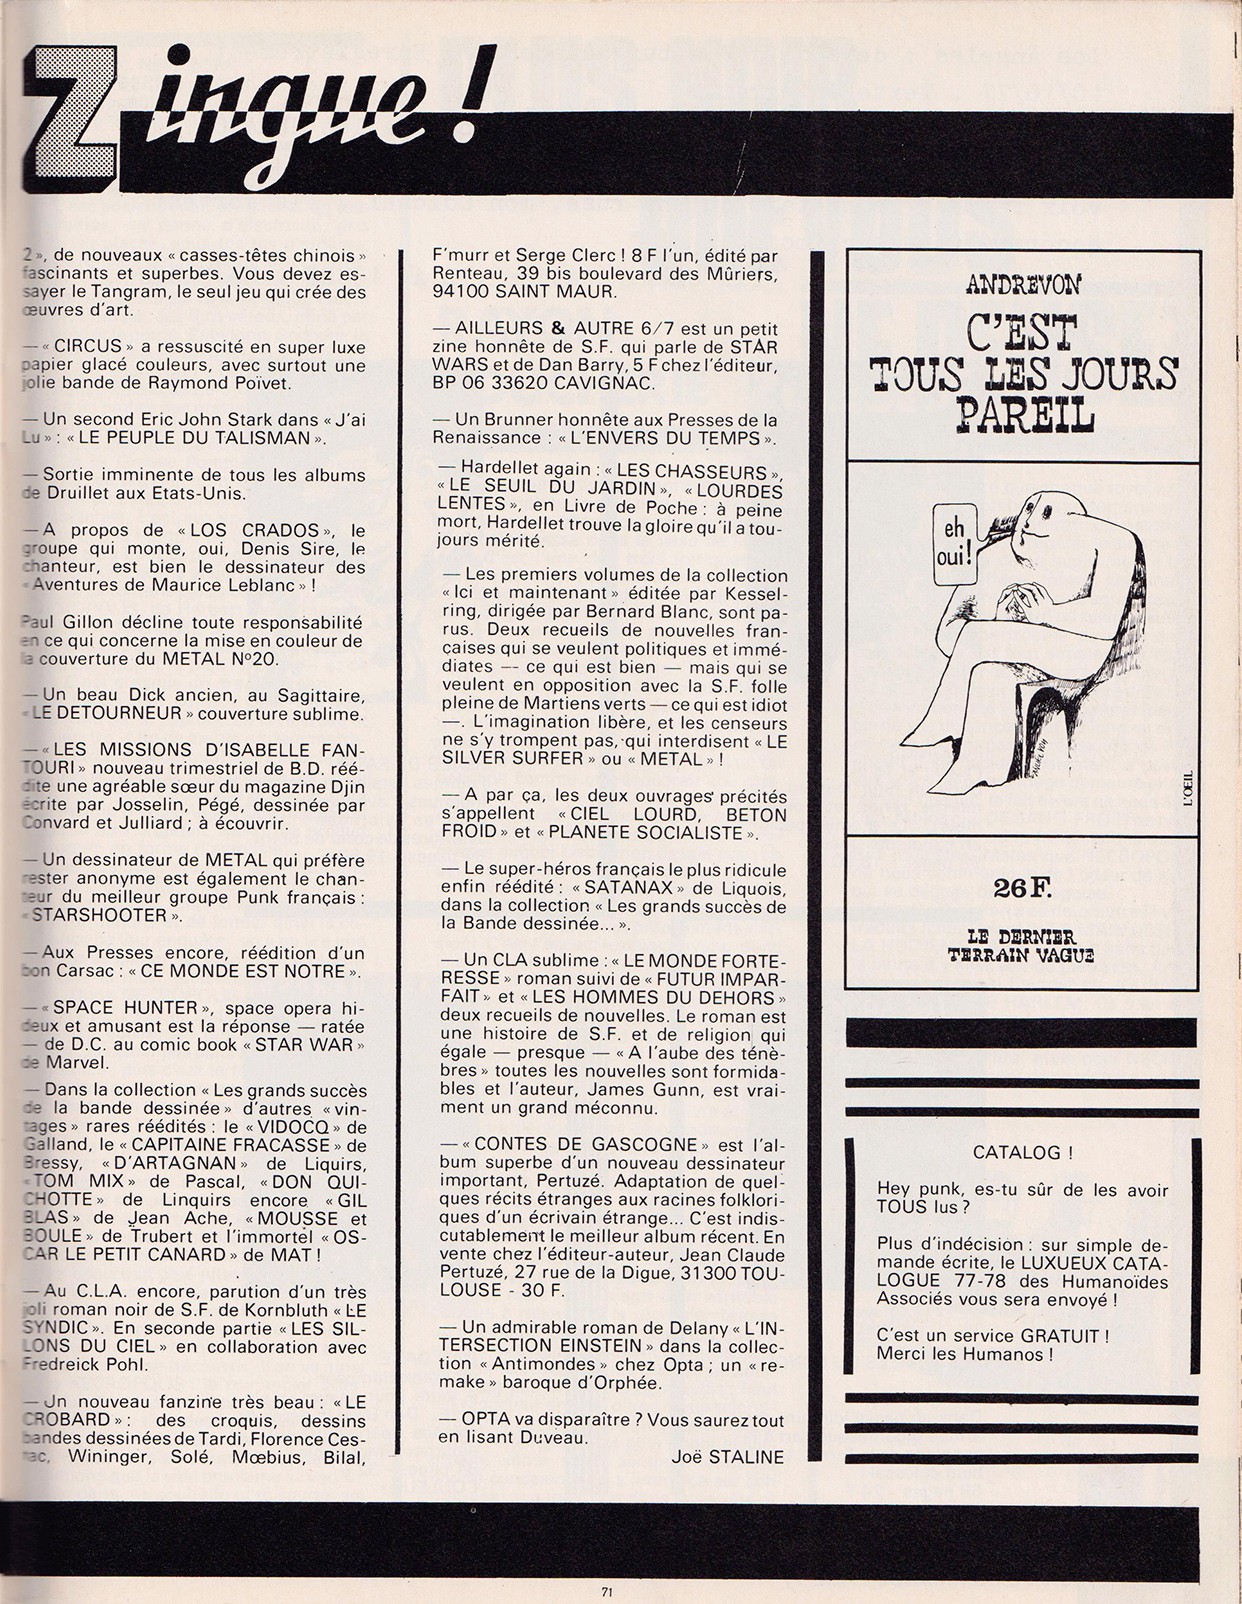 Zingue !
2 », de nouveaux « casses-têtes chinois »
fascinants et superbes. Vous devez es-
sayer le Tangram, le seul jeu qui crée des
œuvres d'art.
— « CIRCUS » a ressuscité en super luxe
papier glacé couleurs, avec surtout une
jolie bande de Raymond Poïvet.
— Un second Eric John Stark dans « J'ai
Lu » : « LE PEUPLE DU TALISMAN ».
— Sortie imminente de tous les albums
de Druillet aux Etats-Unis.
— A propos de « LOS CRADOS », le
groupe qui monte, oui, Denis Sire, le
chanteur, est bien le dessinateur des
« Aventures de Maurice Leblanc » !
Paul Gillon décline toute responsabilité
en ce qui concerne la mise en couleur de
la couverture du METAL Nº20.
— Un beau Dick ancien, au Sagittaire,
« LE DETOURNEUR » couverture sublime.
— « LES MISSIONS D'ISABELLE FAN-
TOURI » nouveau trimestriel de B.D. réé-
dite une agréable sœur du magazine Djin
écrite par Josselin, Pégé, dessinée par
Convard et Julliard ; à écouvrir.
— Un dessinateur de METAL qui préfère
rester anonyme est également le chan-
teur du meilleur groupe Punk français :
« STARSHOOTER ».
— Aux Presses encore, réédition d'un
bon Carsac : « CE MONDE EST NOTRE ».
— « SPACE HUNTER », space opera hi-
deux et amusant est la réponse — ratée
— de D.C. au comic book « STAR WAR »
de Marvel.
— Dans la collection « Les grands succès
de la bande dessinée » d'autres « vin-
tages » rares réédités : le « VIDOCQ » de
Galland, le « CAPITAINE FRACASSE » de
Bressy, « D'ARTAGNAN » de Liquirs,
« TOM MIX » de Pascal, « DON QUI-
CHOTTE » de Linquirs encore « GIL
BLAS » de Jean Ache, « MOUSSE et
BOULE » de Trubert et l'immortel « OS-
CAR LE PETIT CANARD » de MAT !
— Au C.L.A. encore, parution d'un très
joli roman noir de S.F. de Kornbluth « LE
SYNDIC ». En seconde partie « LES SIL-
LONS DU CIEL » en collaboration avec
Fredreick Pohl.
— Un nouveau fanzine très beau : « LE
CROBARD » : des croquis, dessins
bandes dessinées de Tardi, Florence Ces-
tac, Wininger, Solé, Mœbius, Bilal,
F'murr et Serge Clerc ! 8 F l'un, édité par
Renteau, 39 bis boulevard des Mûriers,
94100 SAINT MAUR.
— AILLEURS & AUTRE 6/7 est un petit
zine honnête de S.F. qui parle de STAR
WARS et de Dan Barry, 5 F chez l'éditeur,
BP 06 33620 CAVIGNAC.
— Un Brunner honnête aux Presses de la
Renaissance : « L'ENVERS DU TEMPS ».
— Hardellet again : « LES CHASSEURS »,
« LE SEUIL DU JARDIN », « LOURDES
LENTES », en Livre de Poche : à peine
mort, Hardellet trouve la gloire qu'il a tou-
jours mérité.
— Les premiers volumes de la collection
« Ici et maintenant » éditée par Kessel-
ring, dirigée par Bernard Blanc, sont pa-
rus. Deux recueils de nouvelles fran-
çaises qui se veulent politiques et immé-
diates — ce qui est bien — mais qui se
veulent en opposition avec la S.F. folle
pleine de Martiens verts — ce qui est idiot
—. L'imagination libère, et les censeurs
ne s'y trompent pas, qui interdisent « LE
SILVER SURFER » ou « METAL » !
— A par ça, les deux ouvrages précités
s'appellent « CIEL LOURD, BETON
FROID » et « PLANETE SOCIALISTE ».
— Le super-héros français le plus ridicule
enfin réédité : « SATANAX » de Liquois,
dans la collection « Les grands succès de
la Bande dessinée... ».
— Un CLA sublime : « LE MONDE FORTE-
RESSE » roman suivi de « FUTUR IMPAR-
FAIT » et « LES HOMMES DU DEHORS »
deux recueils de nouvelles. Le roman est
une histoire de S.F. et de religion qui
égale — presque — « A l'aube des ténè-
bres » toutes les nouvelles sont formida-
bles et l'auteur, James Gunn, est vrai-
ment un grand méconnu.
— « CONTES DE GASCOGNE » est l'al-
bum superbe d'un nouveau dessinateur
important, Pertuzé. Adaptation de quel-
ques récits étranges aux racines folklori-
ques d'un écrivain étrange... C'est indis-
cutablement le meilleur album récent. En
vente chez l'éditeur-auteur, Jean Claude
Pertuzé, 27 rue de la Digue, 31300 TOU-
LOUSE - 30 F.
— Un admirable roman de Delany « L'IN-
TERSECTION EINSTEIN » dans la collec-
tion « Antimondes » chez Opta ; un « re-
make » baroque d'Orphée.
— OPTA va disparaître ? Vous saurez tout
en lisant Duveau.
Joë STALINE
ANDREVON
C'EST
TOUS LES JOURS
PAREIL
eh
oui!
ANDREVON
L'OEIL
26 F.
LE DERNIER
TERRAIN VAGUE
CATALOG !
Hey punk, es-tu sûr de les avoir
TOUS lus ?
Plus d'indécision : sur simple de-
mande écrite, le LUXUEUX CATA-
LOGUE 77-78 des Humanoïdes
Associés vous sera envoyé !
C'est un service GRATUIT !
Merci les Humanos !
71